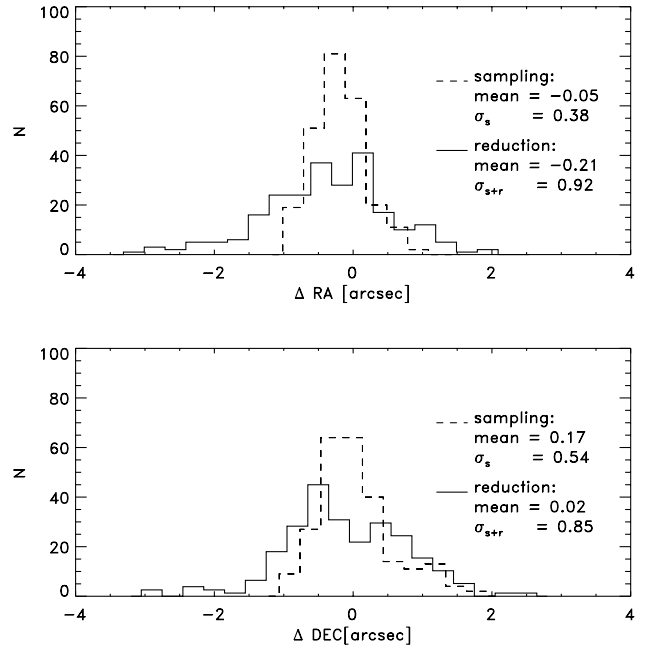 100
80
60
40
20
0
N
sampling:
mean = −0.05
σs = 0.38
reduction:
mean = −0.21
σs+r = 0.92
−4 −2 0 2 4
Δ RA [arcsec]
100
80
60
40
20
0
N
sampling:
mean = 0.17
σs = 0.54
reduction:
mean = 0.02
σs+r = 0.85
−4 −2 0 2 4
Δ DEC[arcsec]